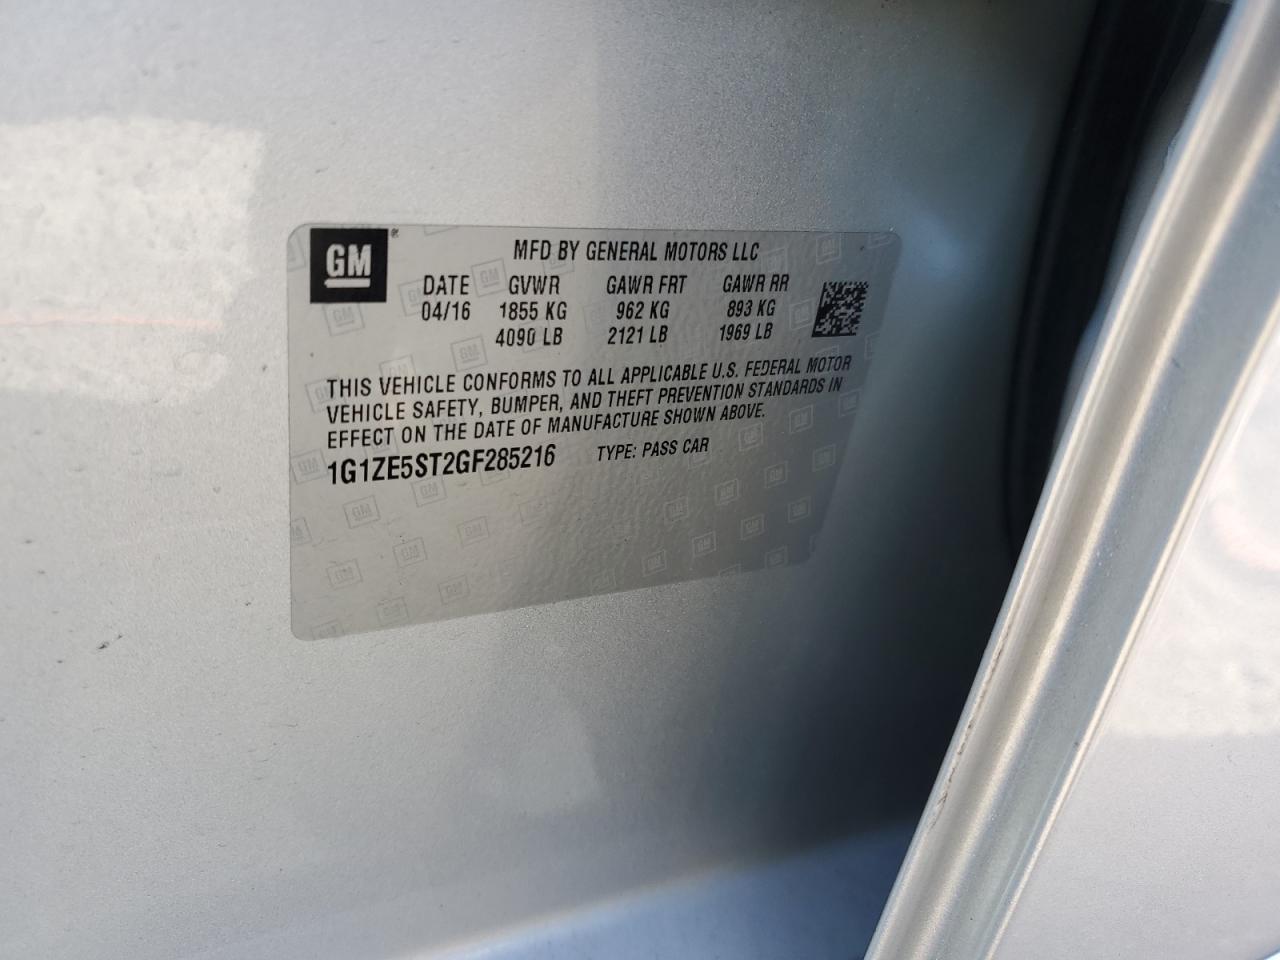 GM
MFD BY GENERAL MOTORS LLC
DATE GVWR GAWR FRT GAWR RR
04/16 1855 KG 962 KG 893 KG
4090 LB 2121 LB 1969 LB
THIS VEHICLE CONFORMS TO ALL APPLICABLE U.S. FEDERAL MOTOR
VEHICLE SAFETY, BUMPER, AND THEFT PREVENTION STANDARDS IN
EFFECT ON THE DATE OF MANUFACTURE SHOWN ABOVE.
1G1ZE5ST2GF285216 TYPE: PASS CAR